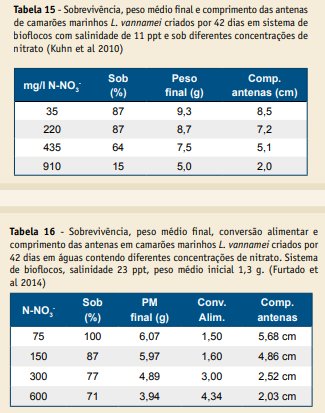 Tabela 15 - Sobrevivência, peso médio final e comprimento das antenas
de camarões marinhos L. vannamei criados por 42 dias em sistema de
bioflocos com salinidade de 11 ppt e sob diferentes concentrações de
nitrato (Kuhn et al 2010)
mg/l N-NO₃⁻ Sob (%) Peso final (g) Comp. antenas (cm)
35 87 9,3 8,5
220 87 8,7 7,2
435 64 7,5 5,1
910 15 5,0 2,0
Tabela 16 - Sobrevivência, peso médio final, conversão alimentar e
comprimento das antenas em camarões marinhos L. vannamei criados por
42 dias em águas contendo diferentes concentrações de nitrato. Sistema
de bioflocos, salinidade 23 ppt, peso médio inicial 1,3 g. (Furtado et
al 2014)
N-NO₃⁻ Sob (%) PM final (g) Conv. Alim. Comp. antenas
75 100 6,07 1,50 5,68 cm
150 87 5,97 1,60 4,86 cm
300 77 4,89 3,00 2,52 cm
600 71 3,94 4,34 2,03 cm